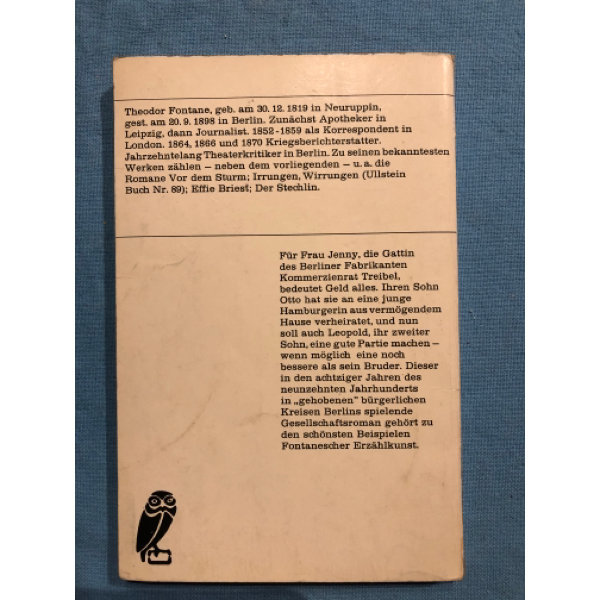 Theodor Fontane, geb. am 30. 12. 1819 in Neuruppin,
gest. am 20. 9. 1898 in Berlin. Zunächst Apotheker in
Leipzig, dann Journalist. 1852-1859 als Korrespondent in
London. 1864, 1866 und 1870 Kriegsberichterstatter.
Jahrzehntelang Theaterkritiker in Berlin. Zu seinen bekanntesten
Werken zählen – neben dem vorliegenden – u. a. die
Romane Vor dem Sturm; Irrungen, Wirrungen (Ullstein
Buch Nr. 89); Effie Briest; Der Stechlin.
Für Frau Jenny, die Gattin
des Berliner Fabrikanten
Kommerzienrat Treibel,
bedeutet Geld alles. Ihren Sohn
Otto hat sie an eine junge
Hamburgerin aus vermögendem
Hause verheiratet, und nun
soll auch Leopold, ihr zweiter
Sohn, eine gute Partie machen –
wenn möglich eine noch
bessere als sein Bruder. Dieser
in den achtziger Jahren des
neunzehnten Jahrhunderts
in „gehobenen" bürgerlichen
Kreisen Berlins spielende
Gesellschaftsroman gehört zu
den schönsten Beispielen
Fontanescher Erzählkunst.